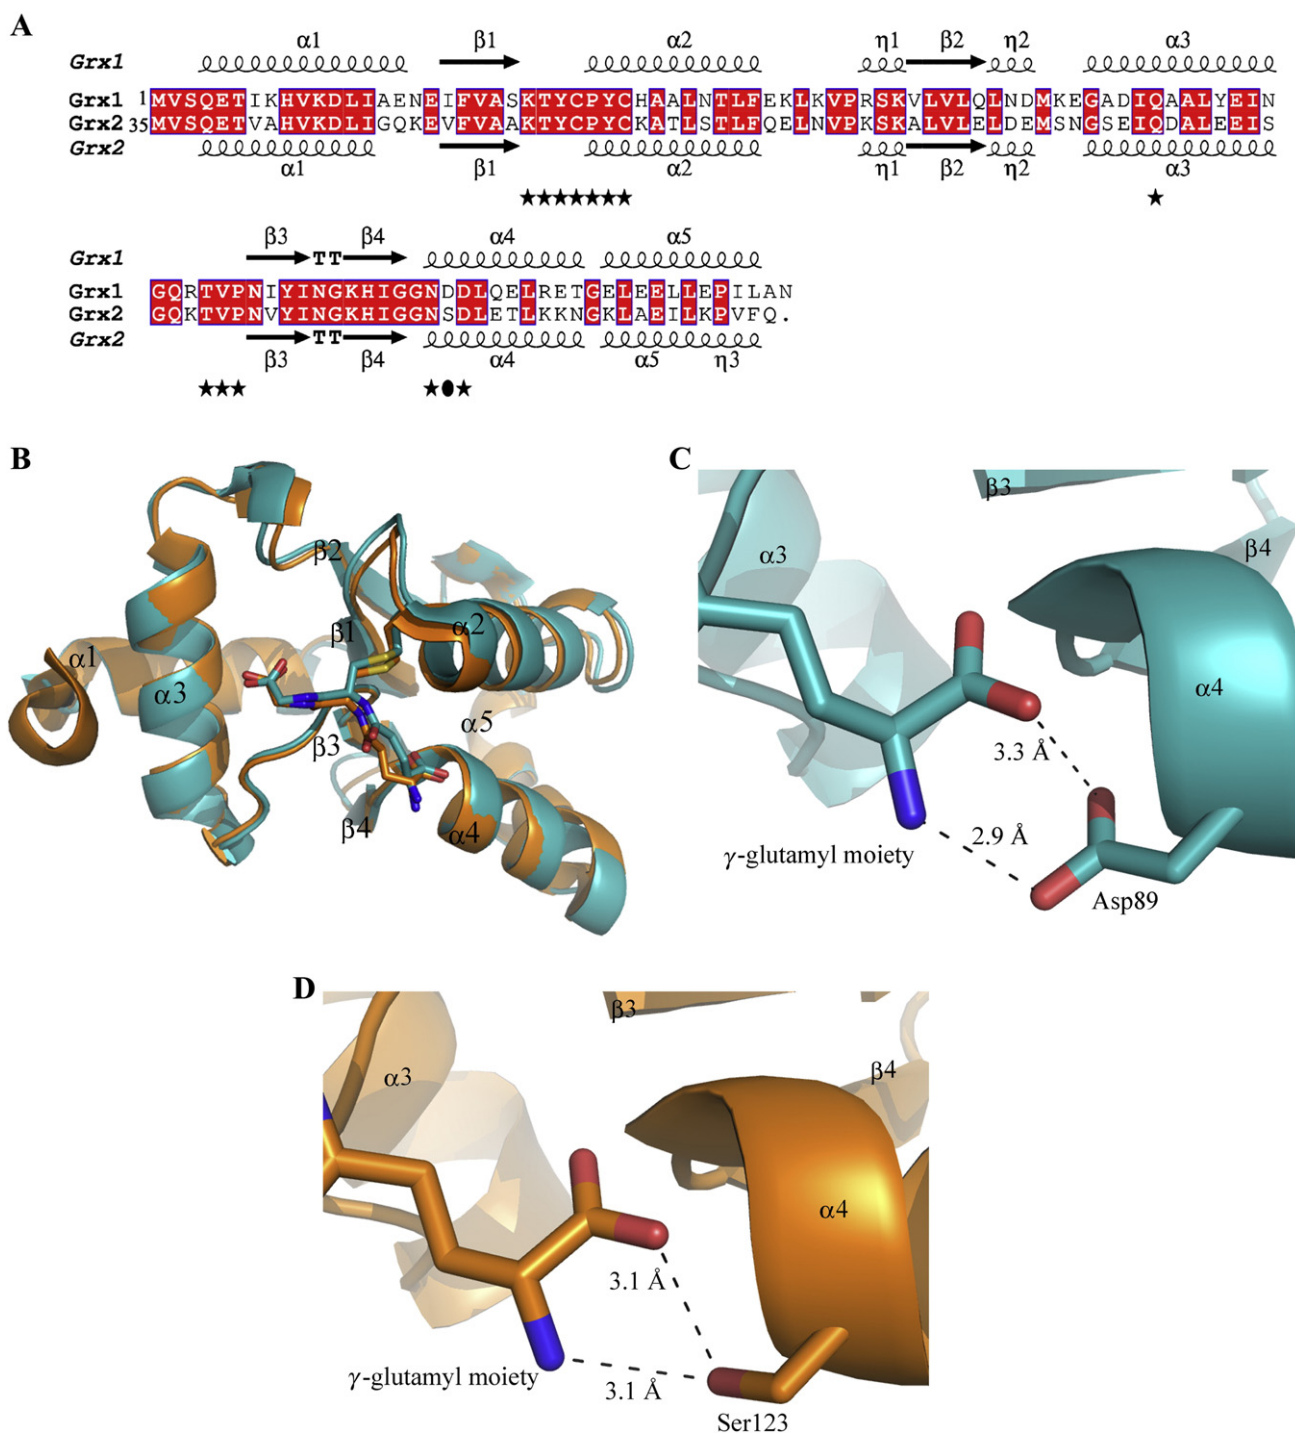 A
α1 β1 α2 η1 β2 η2 α3
Grx1
Grx1 1 MVSQETIKHVKDLIAENEIFVASKTYCPYCHAALNTLFEKLKVPRSKVLVLQLNDMKEGADIQAALYEIN
Grx2 35 MVSQETVAHVKDLIGQKEVFVAAKTYCPYCKATLSTLFQELNVPKSKALVLELDEMSNGSEIQDALEEIS
Grx2
α1 β1 α2 η1 β2 η2 α3
★★★★★★★ ★
β3 β4 α4 α5
Grx1 TT
Grx1 GQRTVPNIYINGKHIGGNDDLQELRETGELEELLEPILAN
Grx2 GQKTVPNVYINGKHIGGNSDLETLKKNGKLAEILKPVFQ.
Grx2 TT
β3 β4 α4 α5 η3
★★★ ★●★
B
β2
β1 α2
α1
α3
β3 α5
β4 α4
C
β3
α3 β4
α4
3.3 Å
2.9 Å
γ-glutamyl moiety
Asp89
D
β3
α3 β4
α4
3.1 Å
γ-glutamyl moiety
3.1 Å
Ser123